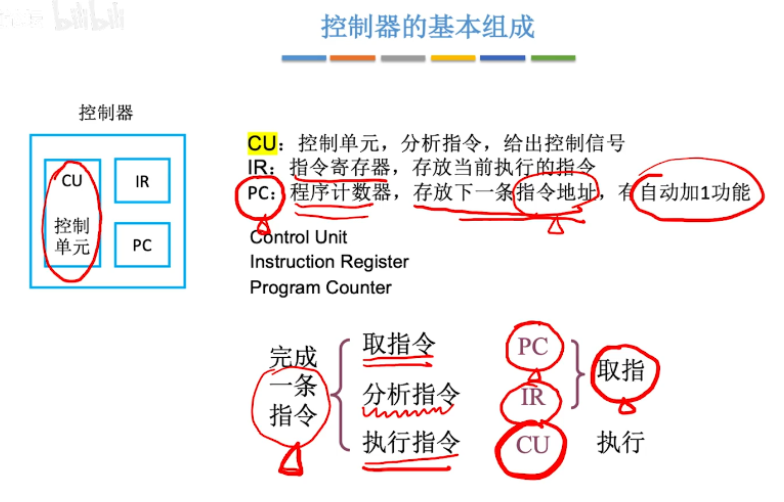 bilibili
控制器的基本组成
控制器
CU
控制
单元
IR
PC
CU：控制单元，分析指令，给出控制信号
IR：指令寄存器，存放当前执行的指令
PC：程序计数器，存放下一条指令地址，有自动加1功能
Control Unit
Instruction Register
Program Counter
完成
一条
指令
取指令
分析指令
执行指令
PC
IR
CU
取指
执行